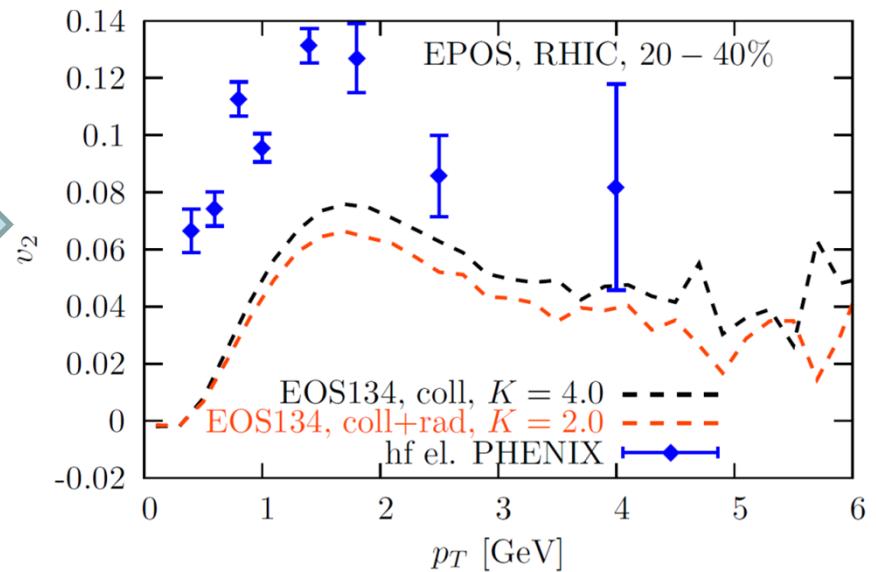 0.14
0.12
0.1
0.08
0.06
0.04
0.02
0
-0.02
v₂
EPOS, RHIC, 20 − 40%
EOS134, coll, K = 4.0
EOS134, coll+rad, K = 2.0
hf el. PHENIX
0 1 2 3 4 5 6
p_T [GeV]